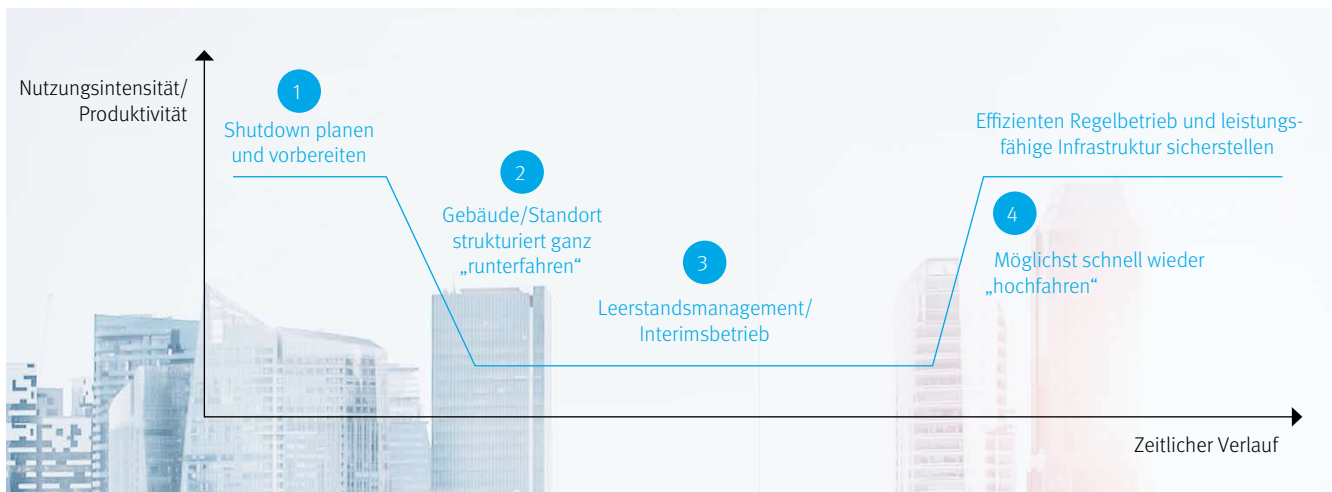 Nutzungsintensität/
Produktivität
1
Shutdown planen
und vorbereiten
2
Gebäude/Standort
strukturiert ganz
„runterfahren“
3
Leerstandsmanagement/
Interimsbetrieb
Effizienten Regelbetrieb und leistungs-
fähige Infrastruktur sicherstellen
4
Möglichst schnell wieder
„hochfahren“
Zeitlicher Verlauf